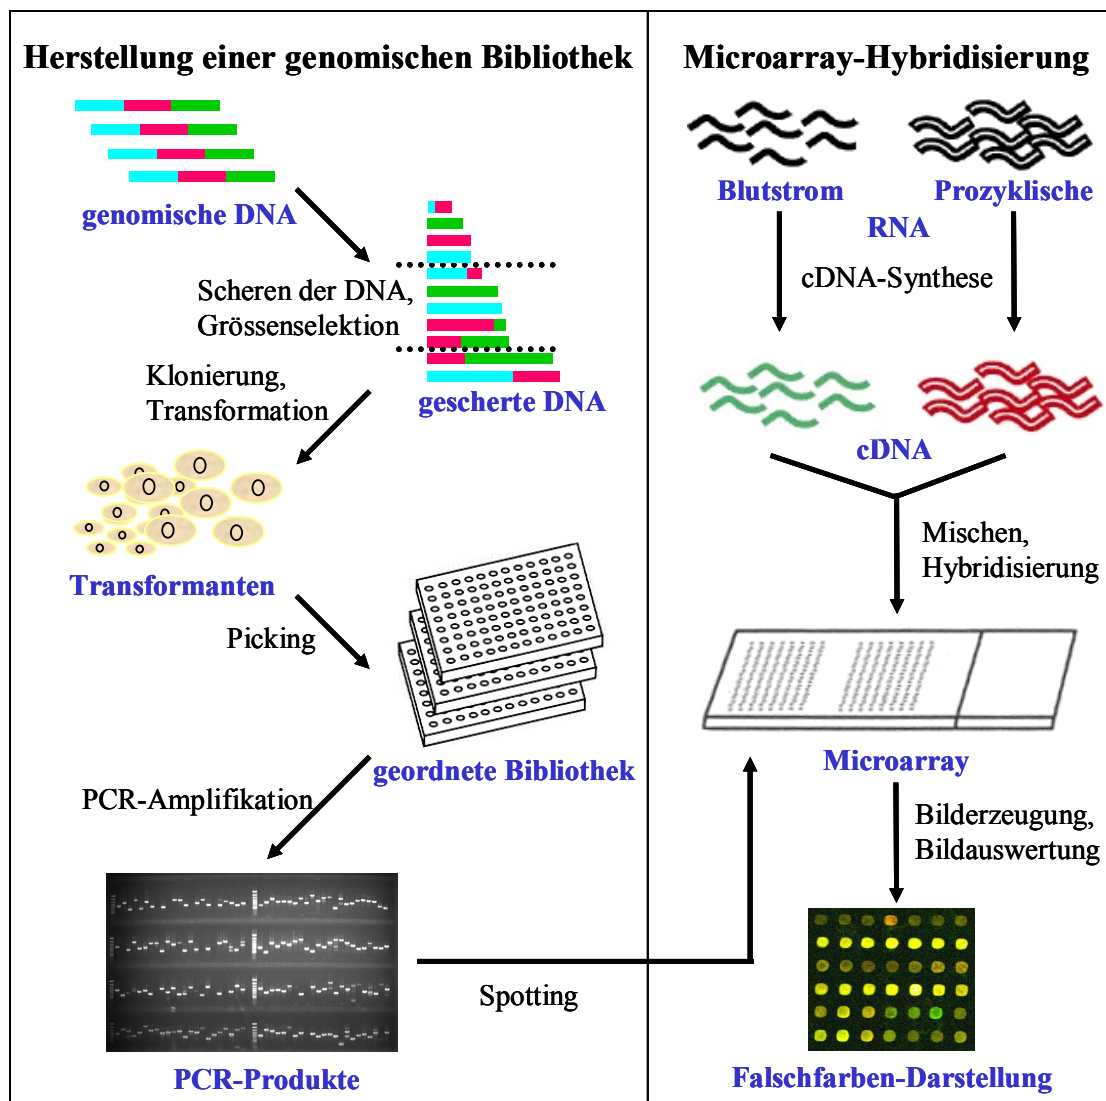 Herstellung einer genomischen Bibliothek
genomische DNA
Scheren der DNA,
Grössenselektion
gescherte DNA
Klonierung,
Transformation
Transformanten
Picking
geordnete Bibliothek
PCR-Amplifikation
PCR-Produkte
Spotting
Microarray-Hybridisierung
Blutstrom
Prozyklische
RNA
cDNA-Synthese
cDNA
Mischen,
Hybridisierung
Microarray
Bilderzeugung,
Bildauswertung
Falschfarben-Darstellung